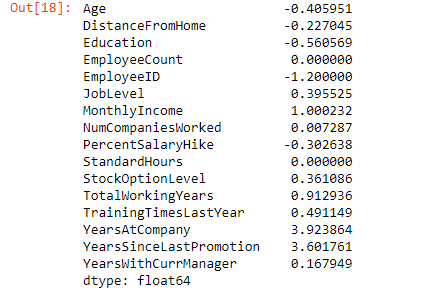 Out[18]: Age -0.405951
DistanceFromHome -0.227045
Education -0.560569
EmployeeCount 0.000000
EmployeeID -1.200000
JobLevel 0.395525
MonthlyIncome 1.000232
NumCompaniesWorked 0.007287
PercentSalaryHike -0.302638
StandardHours 0.000000
StockOptionLevel 0.361086
TotalWorkingYears 0.912936
TrainingTimesLastYear 0.491149
YearsAtCompany 3.923864
YearsSinceLastPromotion 3.601761
YearsWithCurrManager 0.167949
dtype: float64